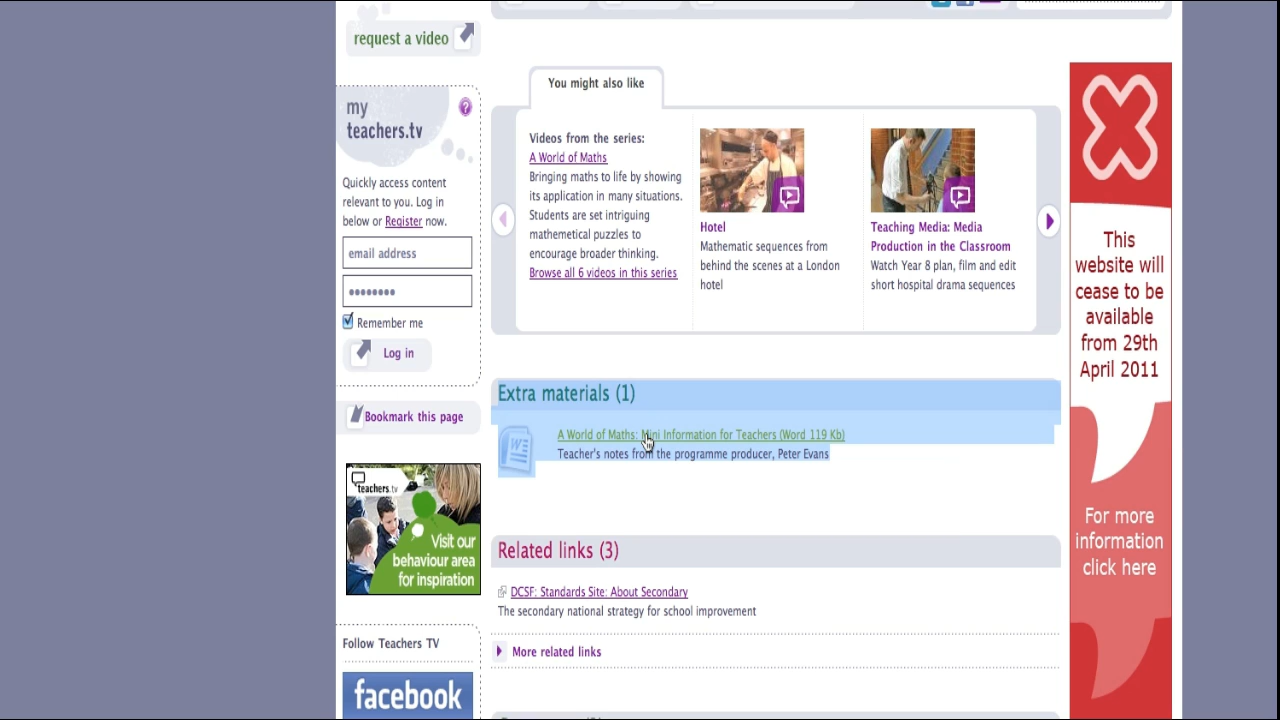 request a video
my
teachers.tv
?
Quickly access content
relevant to you. Log in
below or Register now.
email address
Remember me
Log in
Bookmark this page
teachers.tv
Visit our
behaviour area
for inspiration
Follow Teachers TV
facebook
You might also like
Videos from the series:
A World of Maths
Bringing maths to life by showing
its application in many situations.
Students are set intriguing
mathemetical puzzles to
encourage broader thinking.
Browse all 6 videos in this series
Hotel
Mathematic sequences from
behind the scenes at a London
hotel
Teaching Media: Media
Production in the Classroom
Watch Year 8 plan, film and edit
short hospital drama sequences
Extra materials (1)
A World of Maths: Mini Information for Teachers (Word 119 Kb)
Teacher's notes from the programme producer, Peter Evans
Related links (3)
DCSF: Standards Site: About Secondary
The secondary national strategy for school improvement
More related links
This
website will
cease to be
available
from 29th
April 2011
For more
information
click here